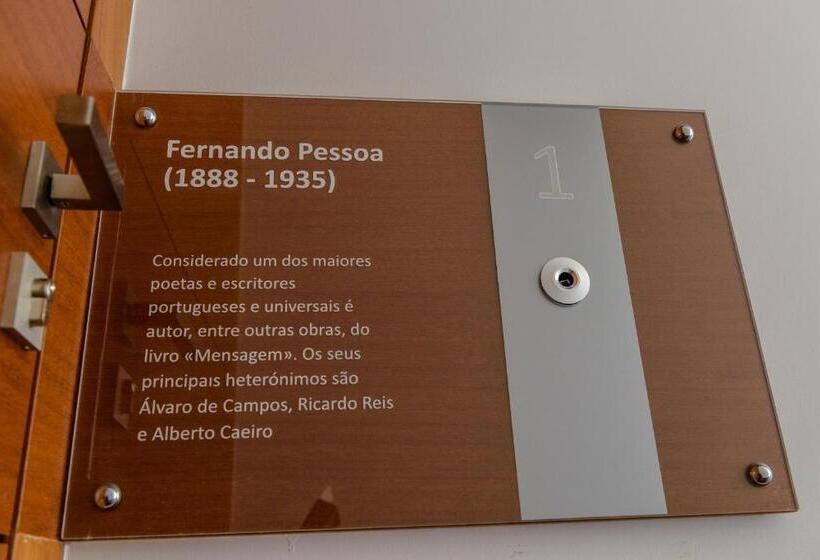 Fernando Pessoa
(1888 - 1935)
1
Considerado um dos maiores
poetas e escritores
portugueses e universais é
autor, entre outras obras, do
livro «Mensagem». Os seus
principais heterónimos são
Álvaro de Campos, Ricardo Reis
e Alberto Caeiro